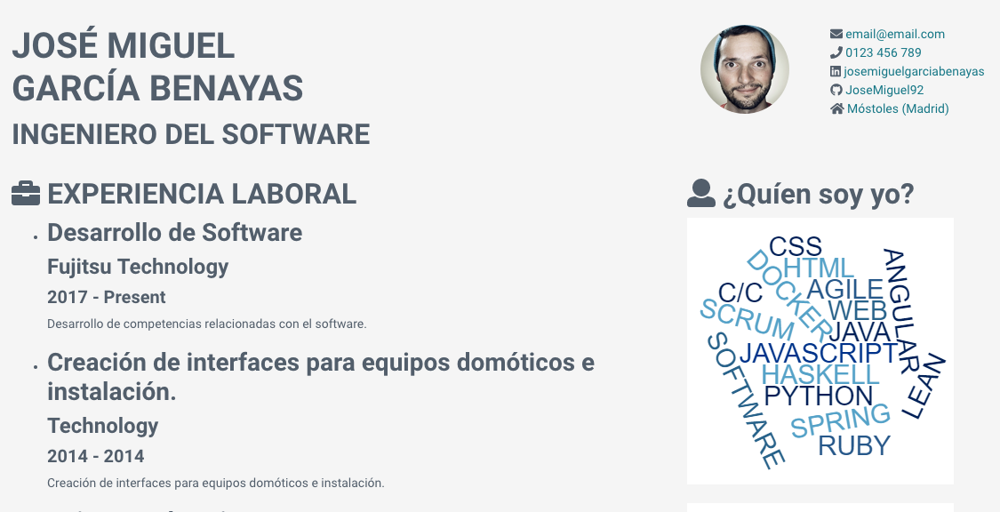 JOSÉ MIGUEL
GARCÍA BENAYAS
INGENIERO DEL SOFTWARE
email@email.com
0123 456 789
josemiguelgarciabenayas
JoseMiguel92
Móstoles (Madrid)
EXPERIENCIA LABORAL
Desarrollo de Software
Fujitsu Technology
2017 - Present
Desarrollo de competencias relacionadas con el software.
Creación de interfaces para equipos domóticos e
instalación.
Technology
2014 - 2014
Creación de interfaces para equipos domóticos e instalación.
¿Quíen soy yo?
CSS
HTML
DOCKER
ANGULAR
C/C
AGILE
SCRUM
WEB
JAVA
JAVASCRIPT
SOFTWARE
HASKELL
LEAN
PYTHON
SPRING
RUBY